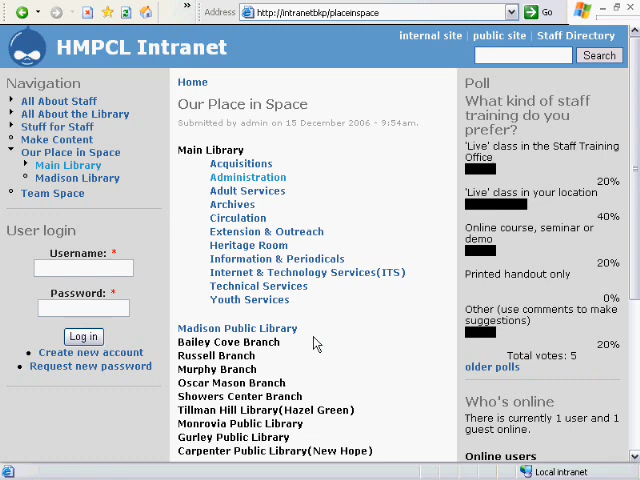 Address http://intranetbkp/placeinspace Go
HMPCL Intranet
internal site | public site | Staff Directory
Search
Navigation
All About Staff
All About the Library
Stuff for Staff
Make Content
Our Place in Space
Main Library
Madison Library
Team Space
User login
Username: *
Password: *
Log in
Create new account
Request new password
Home
Our Place in Space
Submitted by admin on 15 December 2006 - 9:54am.
Main Library
Acquisitions
Administration
Adult Services
Archives
Circulation
Extension & Outreach
Heritage Room
Information & Periodicals
Internet & Technology Services(ITS)
Technical Services
Youth Services
Madison Public Library
Bailey Cove Branch
Russell Branch
Murphy Branch
Oscar Mason Branch
Showers Center Branch
Tillman Hill Library(Hazel Green)
Monrovia Public Library
Gurley Public Library
Carpenter Public Library(New Hope)
Poll
What kind of staff
training do you
prefer?
'Live' class in the Staff Training
Office
20%
'Live' class in your location
40%
Online course, seminar or
demo
20%
Printed handout only
0%
Other (use comments to make
suggestions)
20%
Total votes: 5
older polls
Who's online
There is currently 1 user and 1
guest online.
Online users
Local intranet